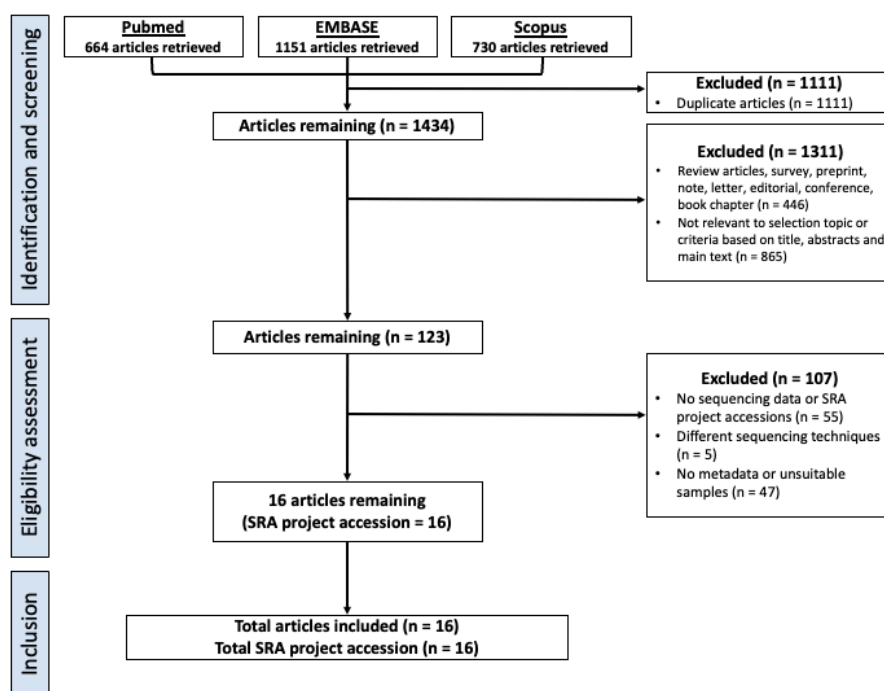 Identification and screening
Pubmed
664 articles retrieved
EMBASE
1151 articles retrieved
Scopus
730 articles retrieved
Excluded (n = 1111)
• Duplicate articles (n = 1111)
Articles remaining (n = 1434)
Excluded (n = 1311)
• Review articles, survey, preprint,
note, letter, editorial, conference,
book chapter (n = 446)
• Not relevant to selection topic or
criteria based on title, abstracts and
main text (n = 865)
Eligibility assessment
Articles remaining (n = 123)
Excluded (n = 107)
• No sequencing data or SRA
project accessions (n = 55)
• Different sequencing techniques
(n = 5)
• No metadata or unsuitable
samples (n = 47)
16 articles remaining
(SRA project accession = 16)
Inclusion
Total articles included (n = 16)
Total SRA project accession (n = 16)